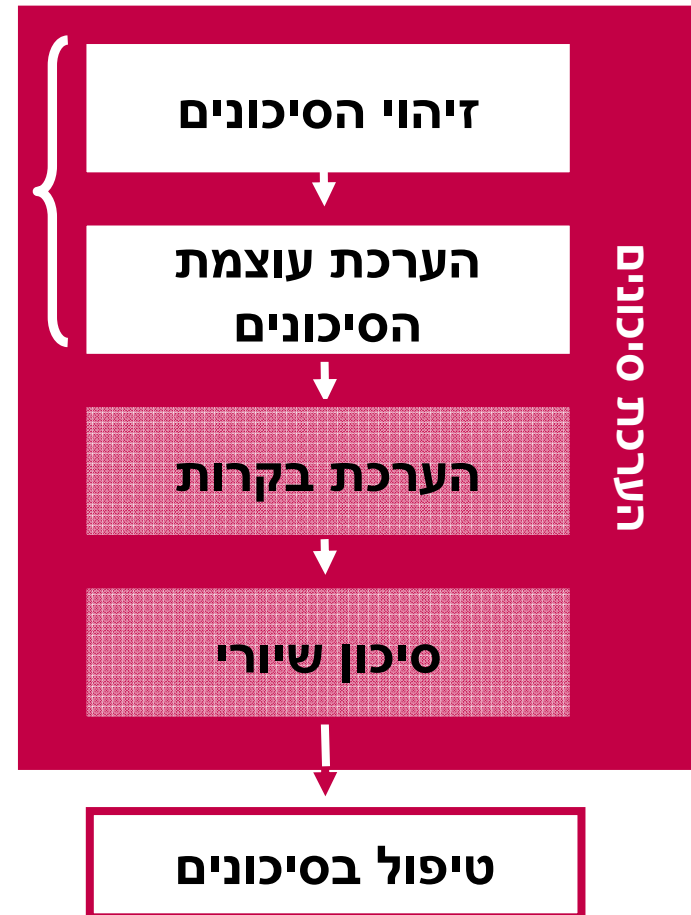 זיהוי הסיכונים
הערכת עוצמת
הסיכונים
הערכת בקרות
סיכון שיורי
הערכת סיכונים
טיפול בסיכונים